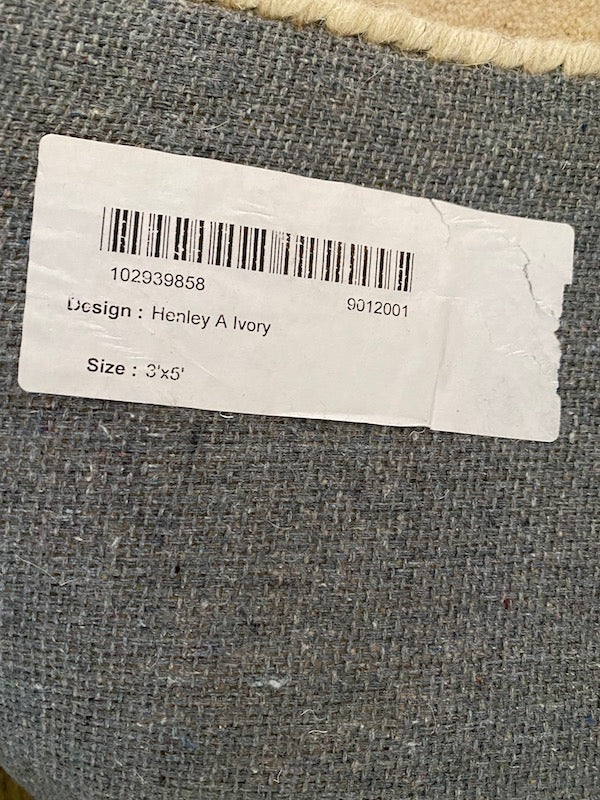 102939858
9012001
Design : Henley A Ivory
Size : 3'x5'